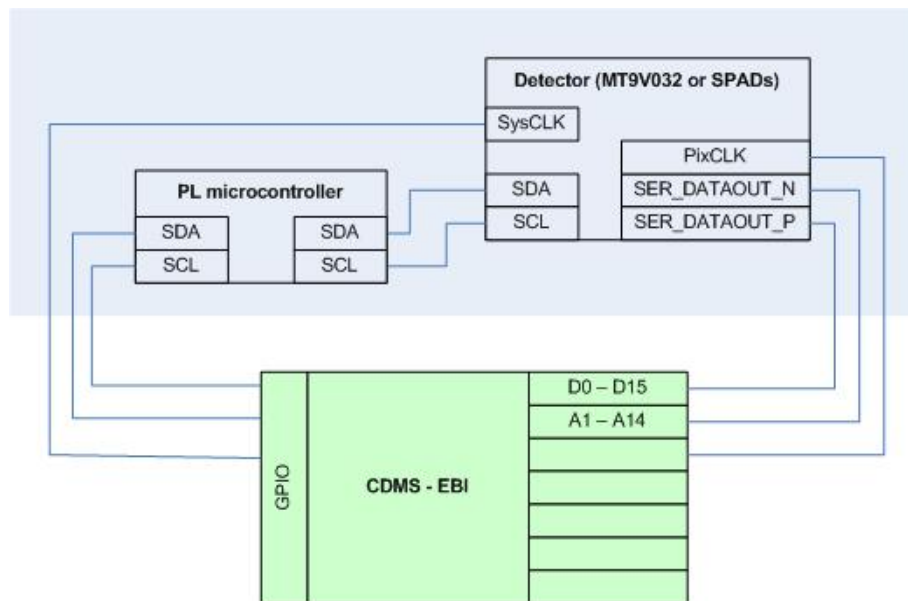 Detector (MT9V032 or SPADs)
SysCLK
PixCLK
PL microcontroller
SDA
SER_DATAOUT_N
SDA
SDA
SCL
SER_DATAOUT_P
SCL
SCL
D0 – D15
A1 – A14
GPIO
CDMS - EBI